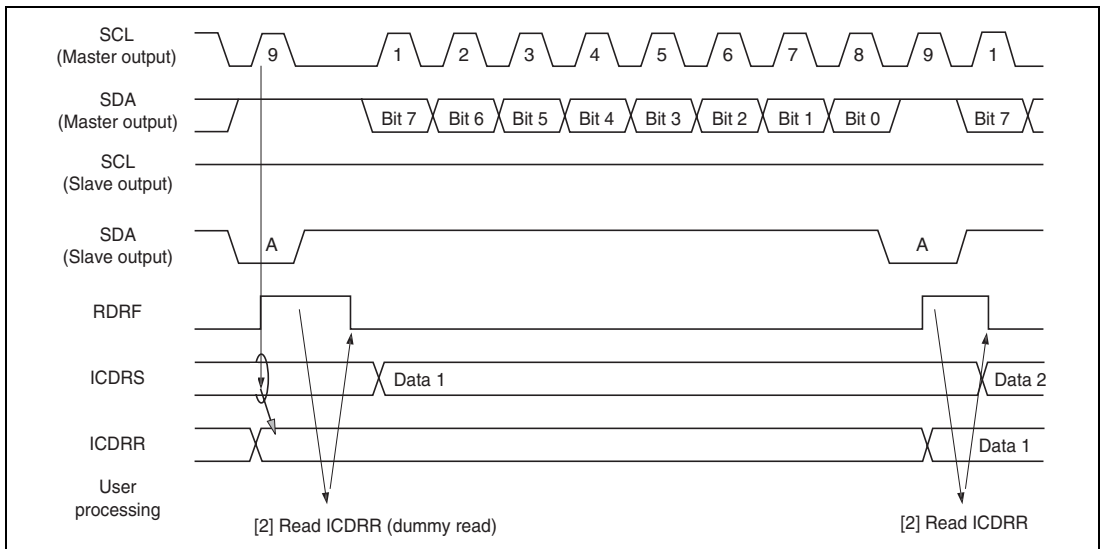 SCL
(Master output)
9 1 2 3 4 5 6 7 8 9 1
SDA
(Master output)
Bit 7 Bit 6 Bit 5 Bit 4 Bit 3 Bit 2 Bit 1 Bit 0 Bit 7
SCL
(Slave output)
SDA
(Slave output)
A A
RDRF
ICDRS
Data 1 Data 2
ICDRR
Data 1
User
processing
[2] Read ICDRR (dummy read) [2] Read ICDRR